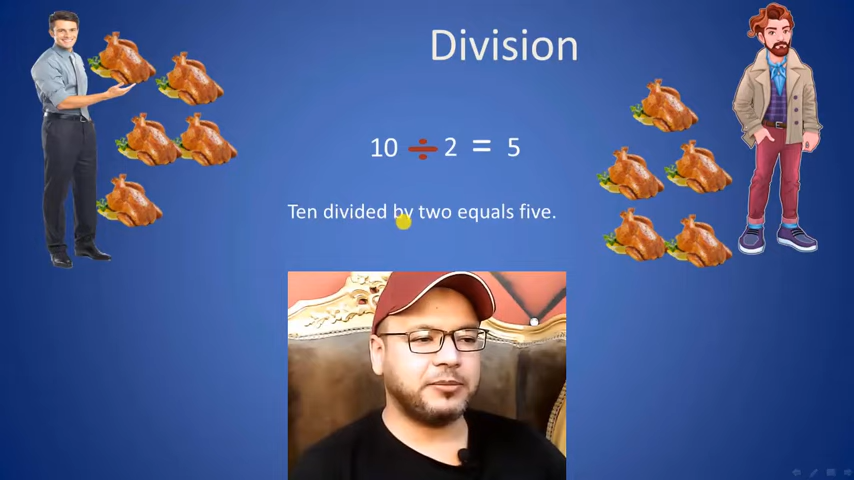 Division
10 ÷ 2 = 5
Ten divided by two equals five.